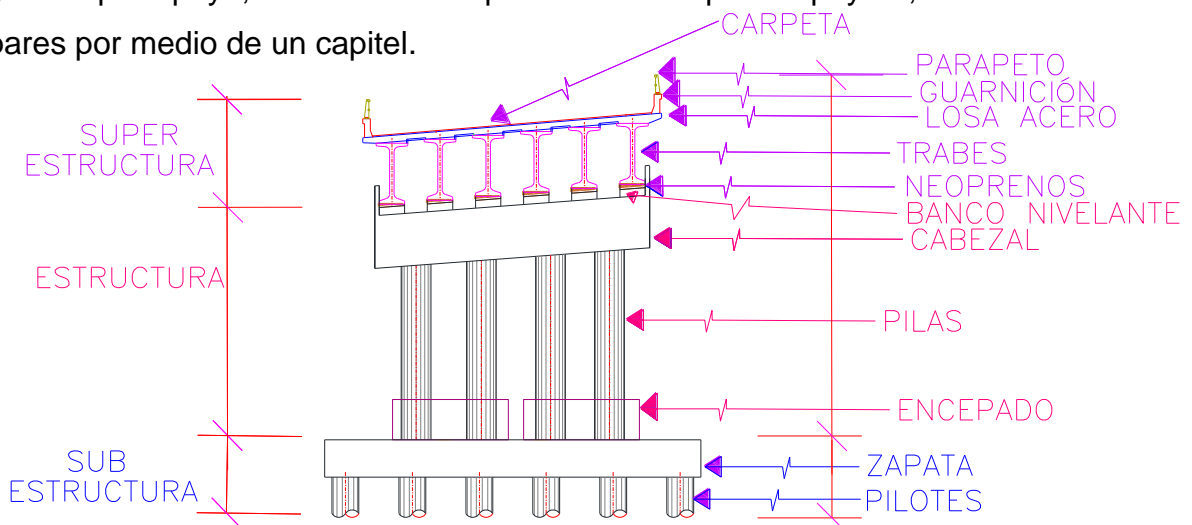 pares por medio de un capitel.
CARPETA
PARAPETO
GUARNICIÓN
LOSA ACERO
SUPER
ESTRUCTURA
TRABES
NEOPRENOS
BANCO NIVELANTE
CABEZAL
ESTRUCTURA
PILAS
ENCEPADO
SUB
ESTRUCTURA
ZAPATA
PILOTES